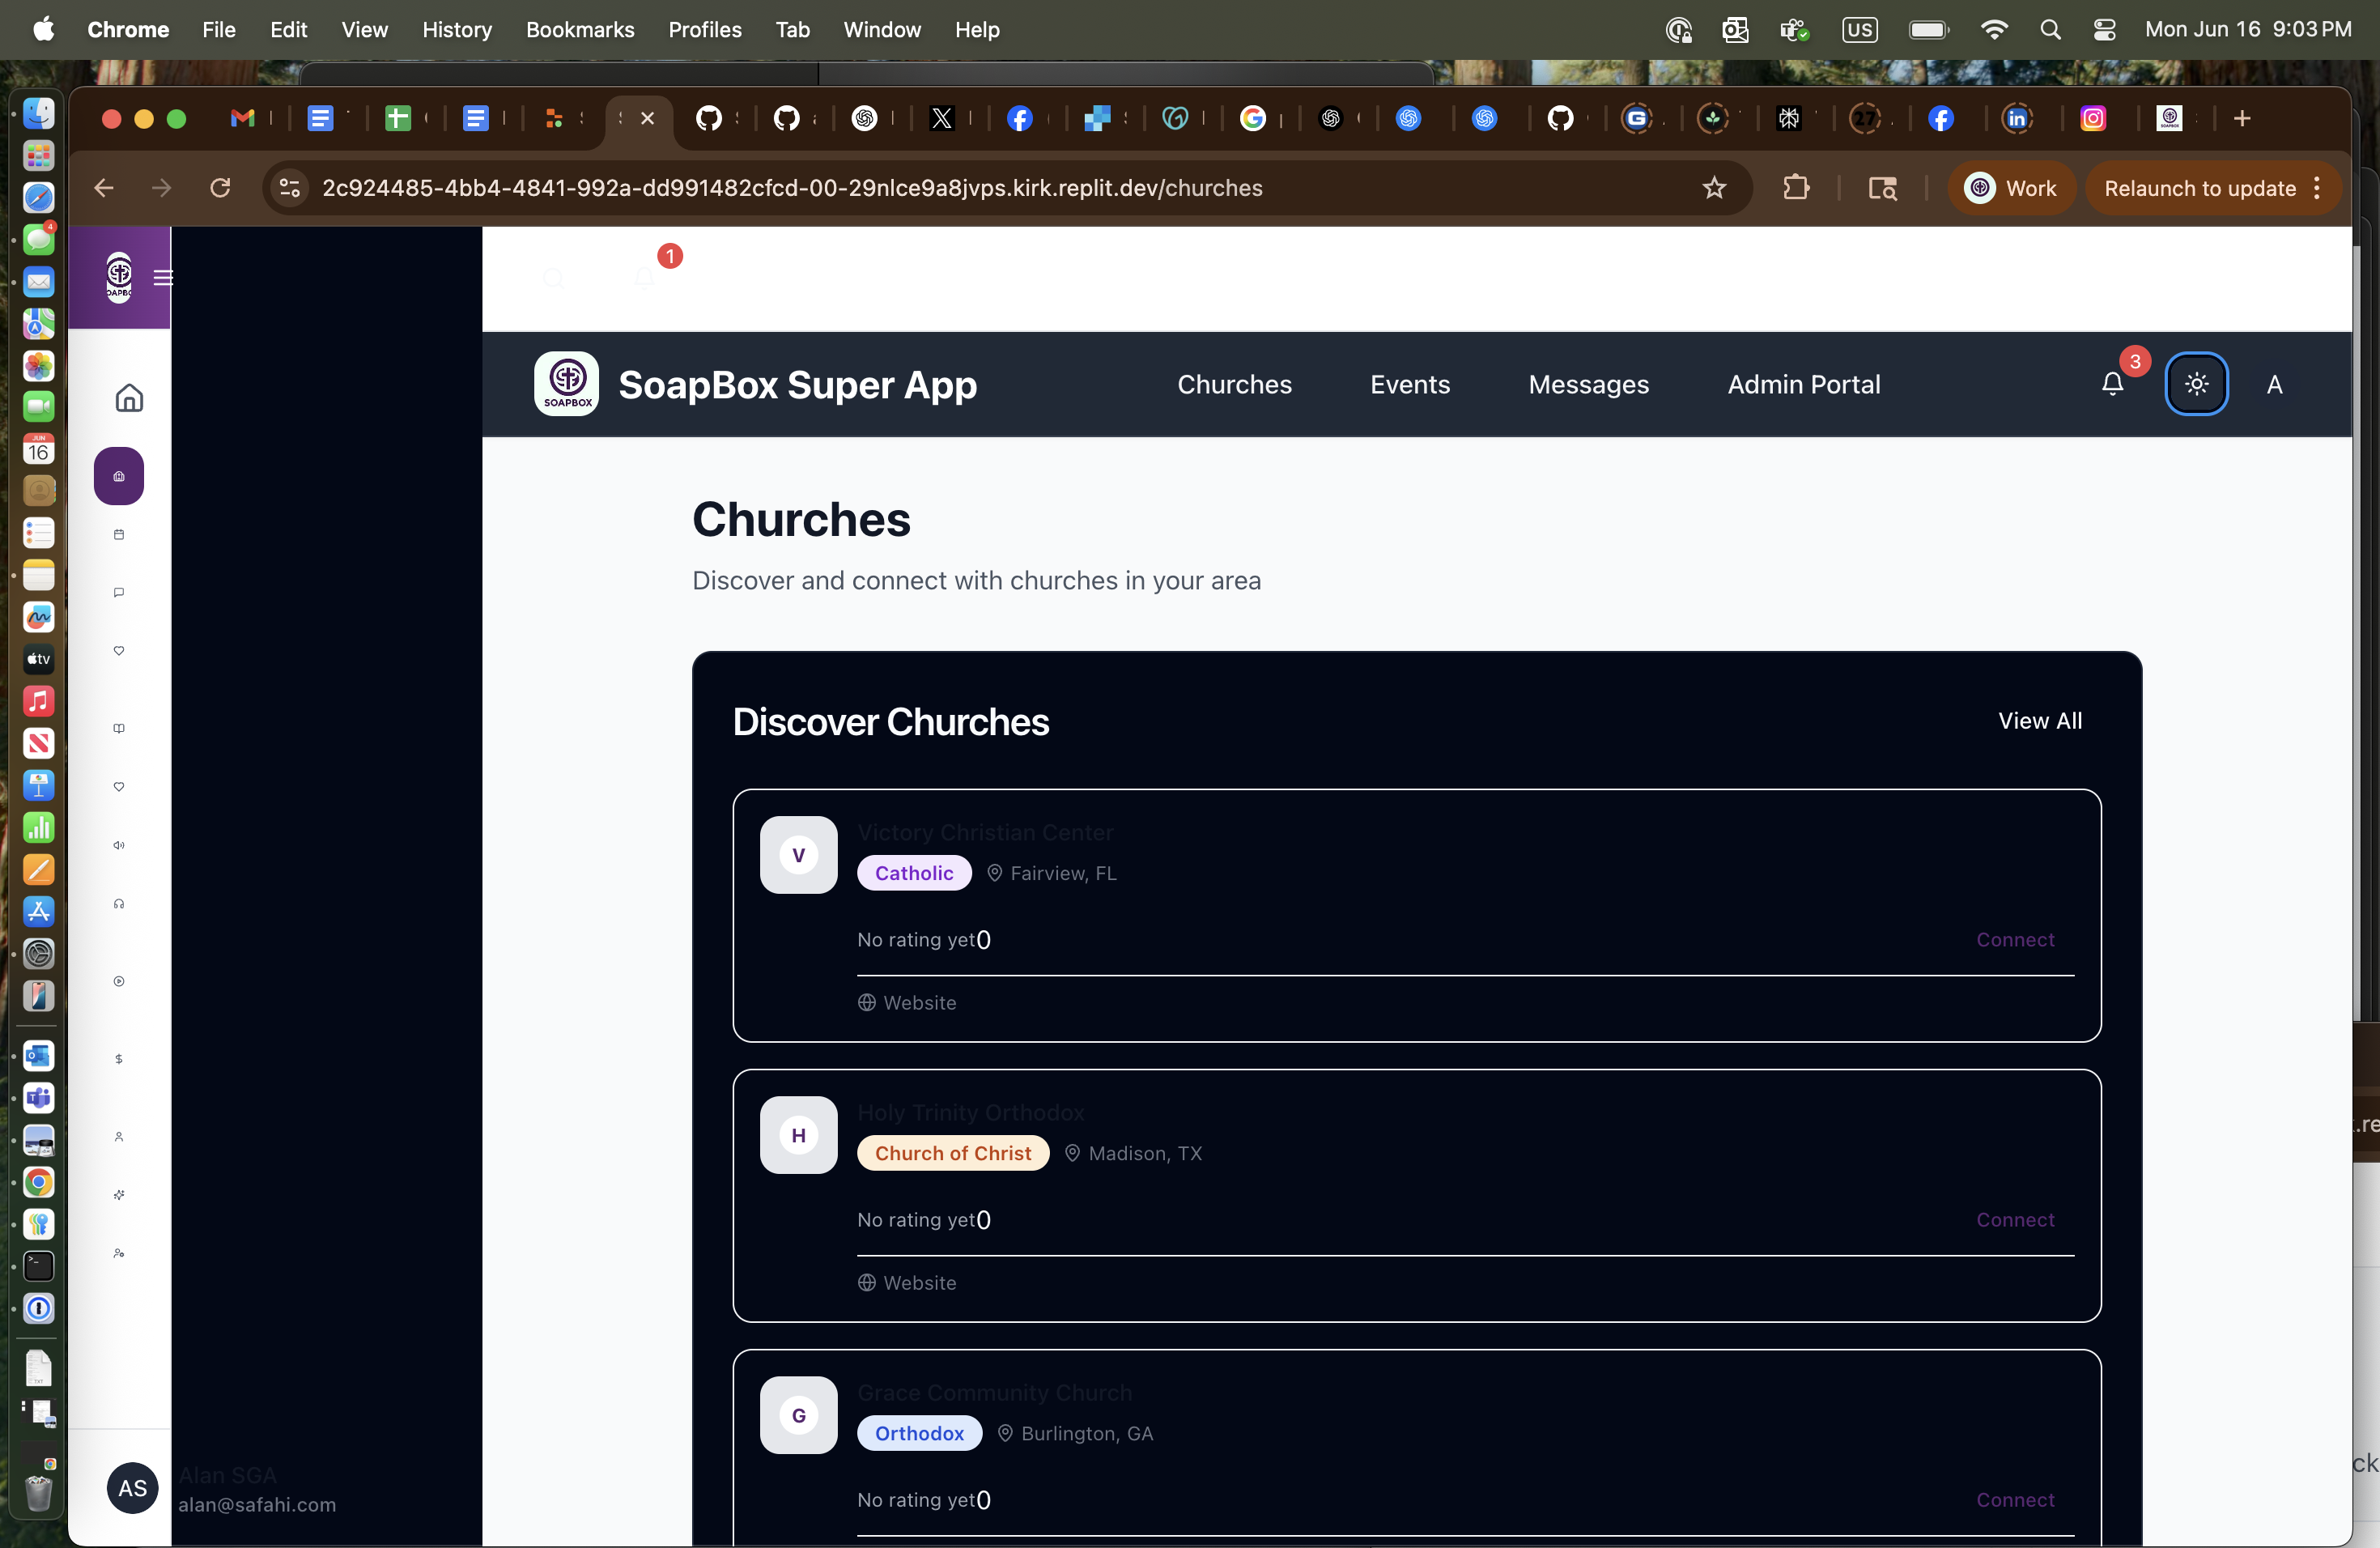 Chrome File Edit View History Bookmarks Profiles Tab Window Help US Mon Jun 16 9:03 PM
2c924485-4bb4-4841-992a-dd991482cfcd-00-29nlce9a8jvps.kirk.replit.dev/churches Work Relaunch to update
1
SOAPBOX SoapBox Super App Churches Events Messages Admin Portal 3 A
Churches
Discover and connect with churches in your area
Discover Churches View All
V Victory Christian Center
Catholic Fairview, FL
No rating yet0 Connect
Website
H Holy Trinity Orthodox
Church of Christ Madison, TX
No rating yet0 Connect
Website
G Grace Community Church
Orthodox Burlington, GA
No rating yet0 Connect
AS Alan SGA
alan@safahi.com
4
JUN
16
tv
27